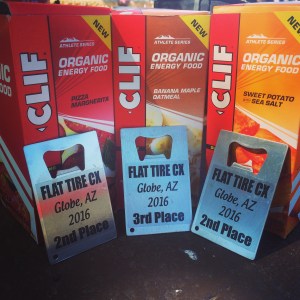 NEW
CLIF
ATHLETE SERIES
ORGANIC
ENERGY FOOD
PIZZA
MARGHERITA
NEW
CLIF
ATHLETE SERIES
ORGANIC
ENERGY FOOD
BANANA MAPLE
OATMEAL
NEW
CLIF
ATHLETE SERIES
ORGANIC
ENERGY FOOD
SWEET POTATO
WITH SEA SALT
FLAT TIRE CX
Globe, AZ
2016
2nd Place
FLAT TIRE CX
Globe, AZ
2016
3rd Place
FLAT TIRE CX
Globe, AZ
2016
2nd Place